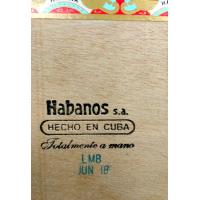 Habanos s.a.
HECHO EN CUBA
Totalmente a mano
LMB
JUN 18